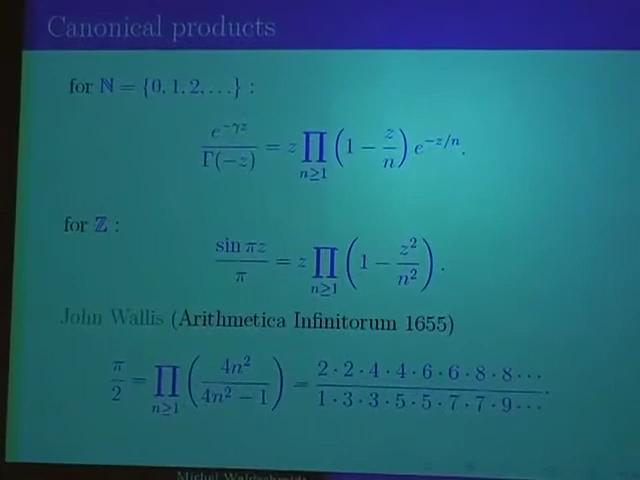 Canonical products
for ℕ = {0, 1, 2, ...} :
e^{-γz} / Γ(-z) = z ∏_{n≥1} (1 - z/n) e^{-z/n}.
for ℤ :
sin πz / π = z ∏_{n≥1} (1 - z²/n²).
John Wallis (Arithmetica Infinitorum 1655)
π/2 = ∏_{n≥1} (4n² / (4n² - 1)) = (2 · 2 · 4 · 4 · 6 · 6 · 8 · 8 ···) / (1 · 3 · 3 · 5 · 5 · 7 · 7 · 9 ···).
Michel Waldschmidt